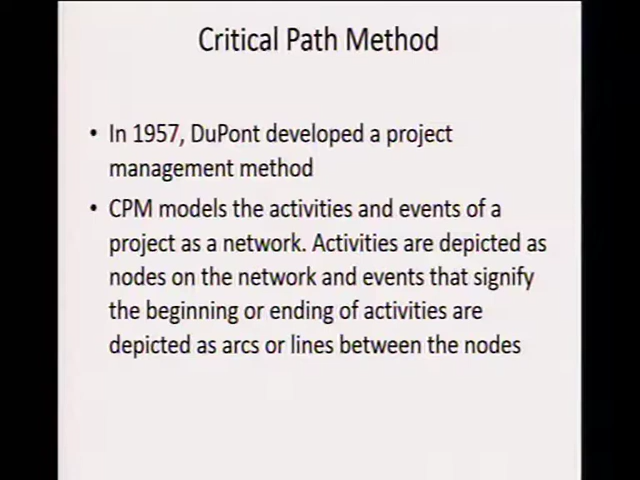 Critical Path Method
• In 1957, DuPont developed a project
management method
• CPM models the activities and events of a
project as a network. Activities are depicted as
nodes on the network and events that signify
the beginning or ending of activities are
depicted as arcs or lines between the nodes